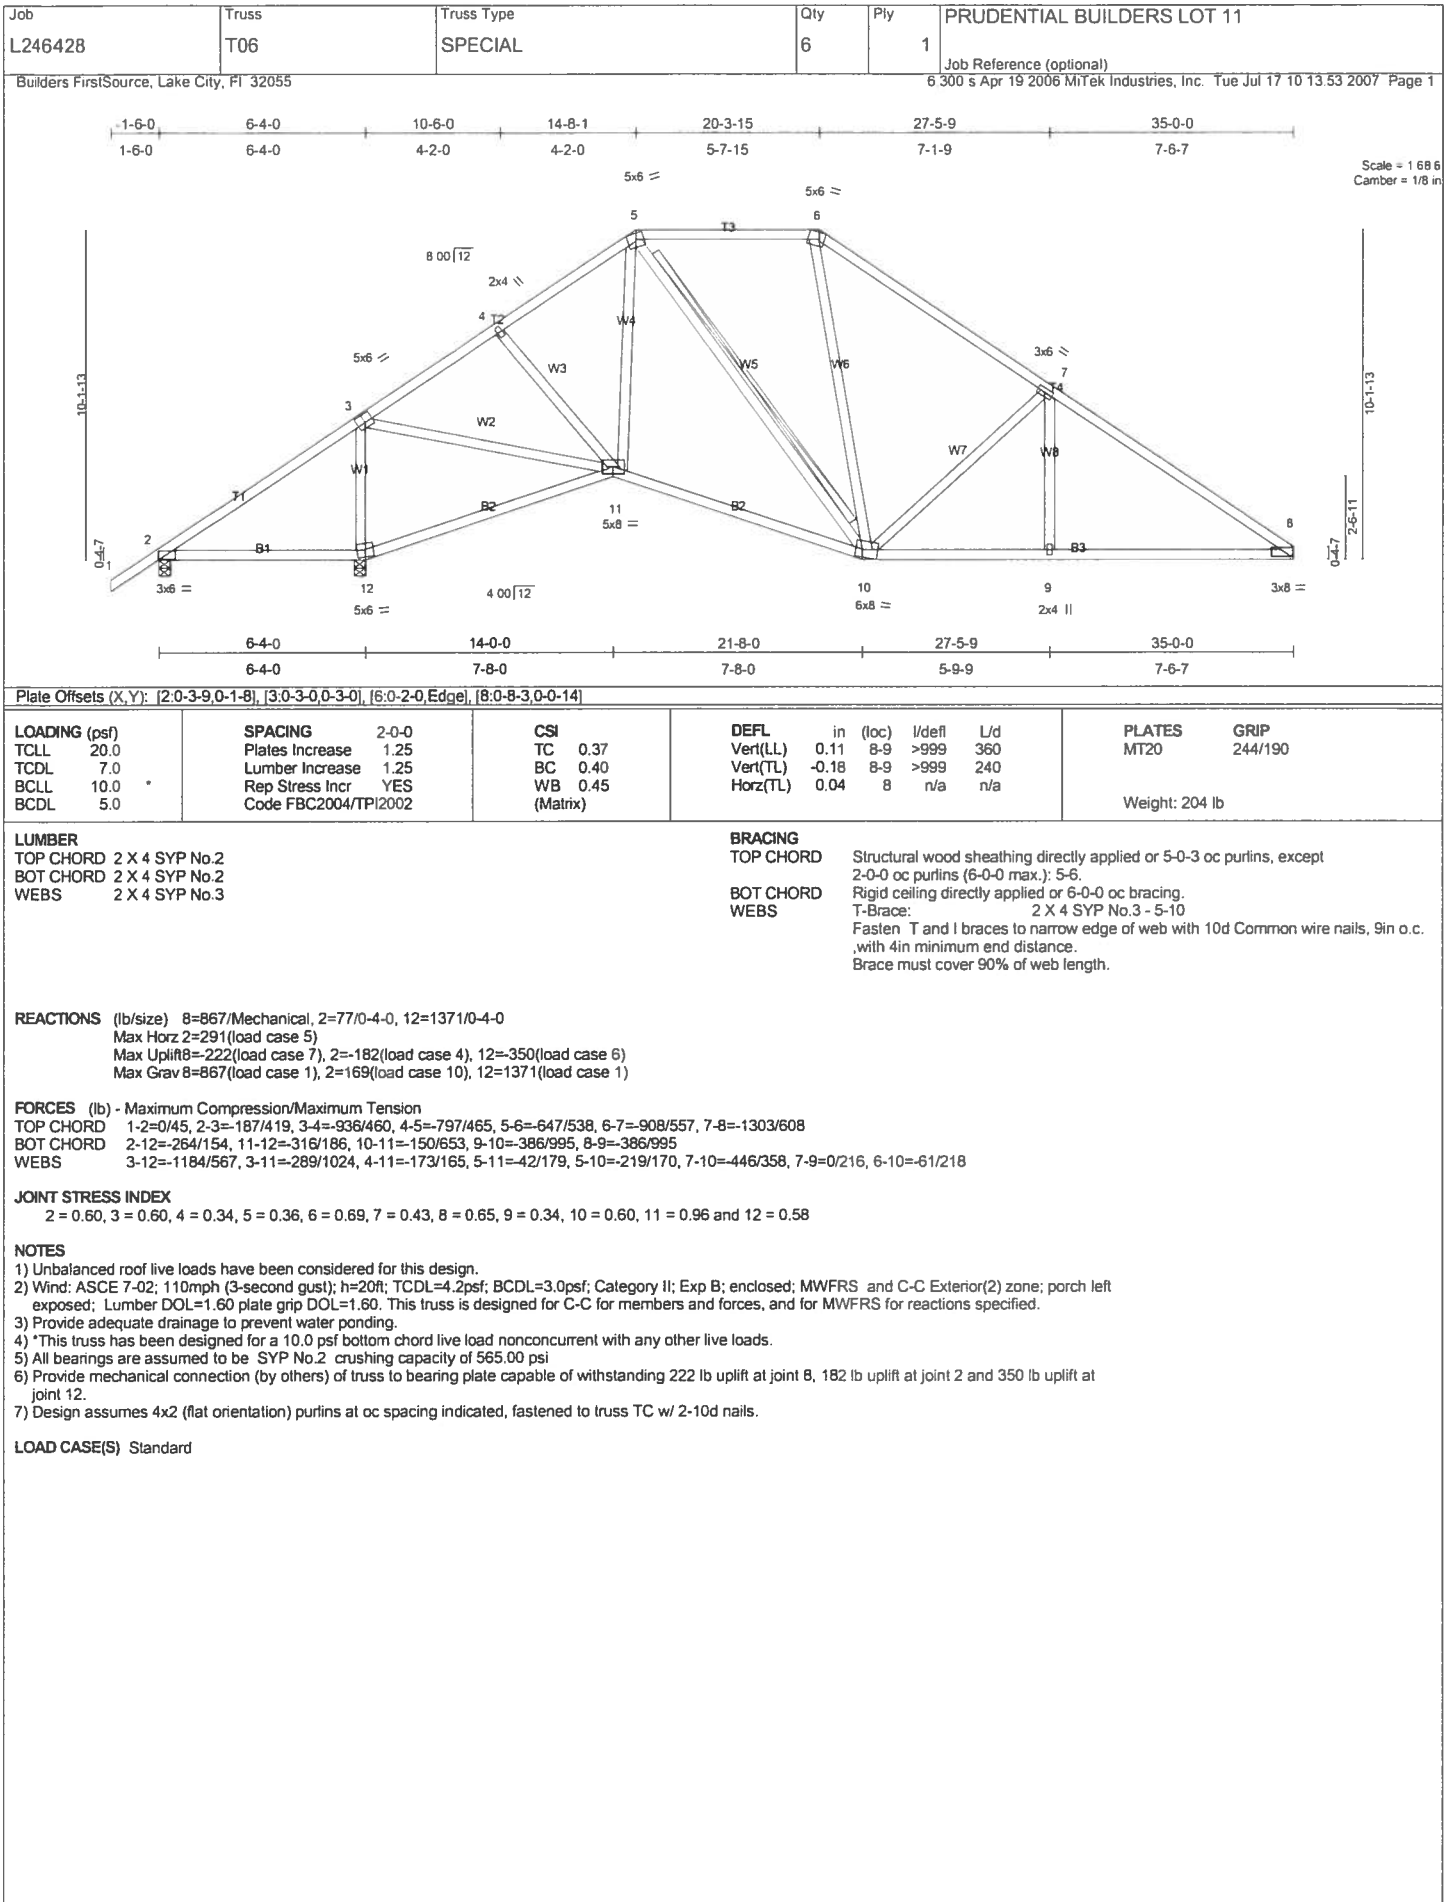 Job Truss Truss Type Qty Ply PRUDENTIAL BUILDERS LOT 11
L246428 T06 SPECIAL 6 1
Job Reference (optional)
Builders FirstSource, Lake City, Fl 32055 6 300 s Apr 19 2006 MiTek Industries, Inc. Tue Jul 17 10 13.53 2007 Page 1
-1-6-0 6-4-0 10-6-0 14-8-1 20-3-15 27-5-9 35-0-0
1-6-0 6-4-0 4-2-0 4-2-0 5-7-15 7-1-9 7-6-7
Scale = 1 68 6
Camber = 1/8 in
5x6 = 5x6 =
5 T3 6
8 00 12
2x4 \\
4 T2
W4
5x6 //
W3 W5 W6
3x6 =
7
T4
10-1-13 10-1-13
3
W2
W7 W8
W1
T1
B2 11 B2
5x8 =
2-6-11
8
2
0-4-7 1 B1 B3 0-4-7
3x6 = 12 4 00 12 10 9 3x8 =
5x6 = 6x8 = 2x4 ||
6-4-0 14-0-0 21-8-0 27-5-9 35-0-0
6-4-0 7-8-0 7-8-0 5-9-9 7-6-7
Plate Offsets (X,Y): [2:0-3-9,0-1-8], [3:0-3-0,0-3-0], [6:0-2-0,Edge], [8:0-8-3,0-0-14]
LOADING (psf) SPACING 2-0-0 CSI DEFL in (loc) l/defl L/d PLATES GRIP
TCLL 20.0 Plates Increase 1.25 TC 0.37 Vert(LL) 0.11 8-9 >999 360 MT20 244/190
TCDL 7.0 Lumber Increase 1.25 BC 0.40 Vert(TL) -0.18 8-9 >999 240
BCLL 10.0 * Rep Stress Incr YES WB 0.45 Horz(TL) 0.04 8 n/a n/a
BCDL 5.0 Code FBC2004/TPI2002 (Matrix) Weight: 204 lb
LUMBER BRACING
TOP CHORD 2 X 4 SYP No.2 TOP CHORD Structural wood sheathing directly applied or 5-0-3 oc purlins, except
BOT CHORD 2 X 4 SYP No.2 2-0-0 oc purlins (6-0-0 max.): 5-6.
WEBS 2 X 4 SYP No.3 BOT CHORD Rigid ceiling directly applied or 6-0-0 oc bracing.
WEBS T-Brace: 2 X 4 SYP No.3 - 5-10
Fasten T and I braces to narrow edge of web with 10d Common wire nails, 9in o.c.
,with 4in minimum end distance.
Brace must cover 90% of web length.
REACTIONS (lb/size) 8=867/Mechanical, 2=77/0-4-0, 12=1371/0-4-0
Max Horz 2=291(load case 5)
Max Uplift8=-222(load case 7), 2=-182(load case 4), 12=-350(load case 6)
Max Grav 8=867(load case 1), 2=169(load case 10), 12=1371(load case 1)
FORCES (lb) - Maximum Compression/Maximum Tension
TOP CHORD 1-2=0/45, 2-3=-187/419, 3-4=-936/460, 4-5=-797/465, 5-6=-647/538, 6-7=-908/557, 7-8=-1303/608
BOT CHORD 2-12=-264/154, 11-12=-316/186, 10-11=-150/653, 9-10=-386/995, 8-9=-386/995
WEBS 3-12=-1184/567, 3-11=-289/1024, 4-11=-173/165, 5-11=-42/179, 5-10=-219/170, 7-10=-446/358, 7-9=0/216, 6-10=-61/218
JOINT STRESS INDEX
2 = 0.60, 3 = 0.60, 4 = 0.34, 5 = 0.36, 6 = 0.69, 7 = 0.43, 8 = 0.65, 9 = 0.34, 10 = 0.60, 11 = 0.96 and 12 = 0.58
NOTES
1) Unbalanced roof live loads have been considered for this design.
2) Wind: ASCE 7-02; 110mph (3-second gust); h=20ft; TCDL=4.2psf; BCDL=3.0psf; Category II; Exp B; enclosed; MWFRS and C-C Exterior(2) zone; porch left
exposed; Lumber DOL=1.60 plate grip DOL=1.60. This truss is designed for C-C for members and forces, and for MWFRS for reactions specified.
3) Provide adequate drainage to prevent water ponding.
4) *This truss has been designed for a 10.0 psf bottom chord live load nonconcurrent with any other live loads.
5) All bearings are assumed to be SYP No.2 crushing capacity of 565.00 psi
6) Provide mechanical connection (by others) of truss to bearing plate capable of withstanding 222 lb uplift at joint 8, 182 lb uplift at joint 2 and 350 lb uplift at
joint 12.
7) Design assumes 4x2 (flat orientation) purlins at oc spacing indicated, fastened to truss TC w/ 2-10d nails.
LOAD CASE(S) Standard